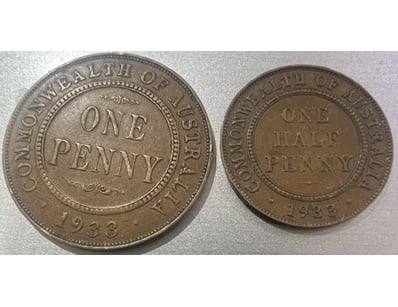 COMMONWEALTH OF AUSTRALIA
ONE
PENNY
· 1933 ·
COMMONWEALTH OF AUSTRALIA
ONE
HALF
PENNY
· 1933 ·